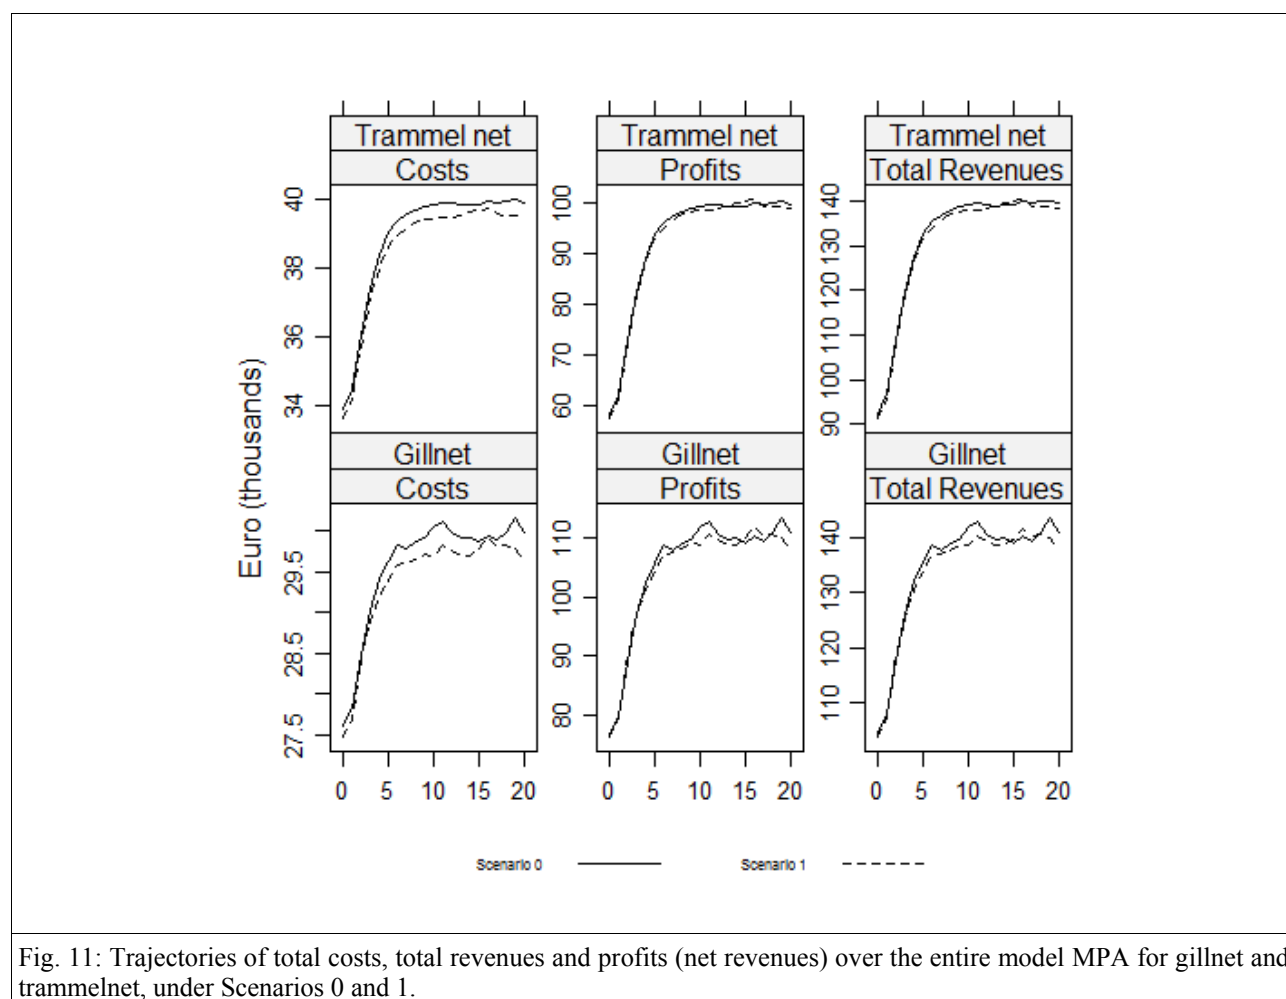 Trammel net Trammel net Trammel net
Costs Profits Total Revenues
40 38 36 34
100 90 80 70 60
140 130 120 110 100 90
Euro (thousands)
Gillnet Gillnet Gillnet
Costs Profits Total Revenues
29.5 28.5 27.5
110 100 90 80
140 130 120 110
0 5 10 15 20 0 5 10 15 20 0 5 10 15 20
Scenario 0 Scenario 1
Fig. 11: Trajectories of total costs, total revenues and profits (net revenues) over the entire model MPA for gillnet and
trammelnet, under Scenarios 0 and 1.